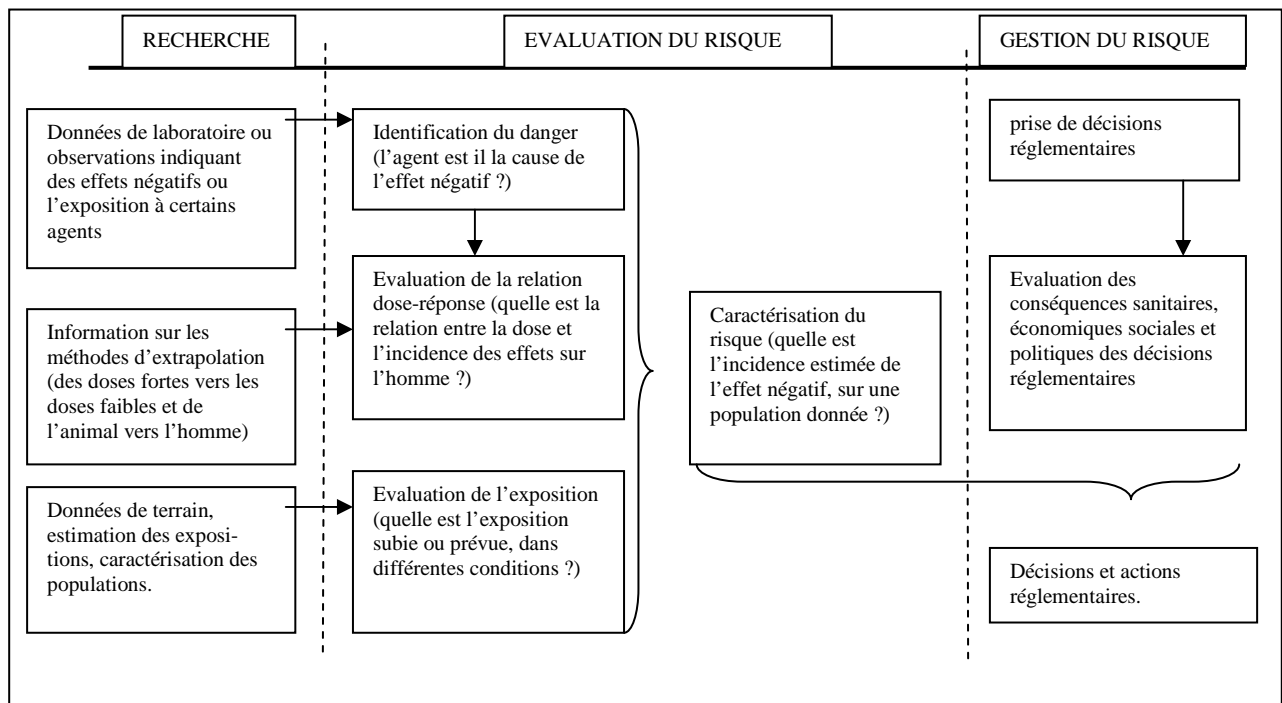 RECHERCHE
EVALUATION DU RISQUE
GESTION DU RISQUE
Données de laboratoire ou
observations indiquant
des effets négatifs ou
l’exposition à certains
agents
Identification du danger
(l’agent est il la cause de
l’effet négatif ?)
prise de décisions
réglementaires
Information sur les
méthodes d’extrapolation
(des doses fortes vers les
doses faibles et de
l’animal vers l’homme)
Evaluation de la relation
dose-réponse (quelle est la
relation entre la dose et
l’incidence des effets sur
l’homme ?)
Caractérisation du
risque (quelle est
l’incidence estimée de
l’effet négatif, sur une
population donnée ?)
Evaluation des
conséquences sanitaires,
économiques sociales et
politiques des décisions
réglementaires
Données de terrain,
estimation des exposi-
tions, caractérisation des
populations.
Evaluation de l’exposition
(quelle est l’exposition
subie ou prévue, dans
différentes conditions ?)
Décisions et actions
réglementaires.